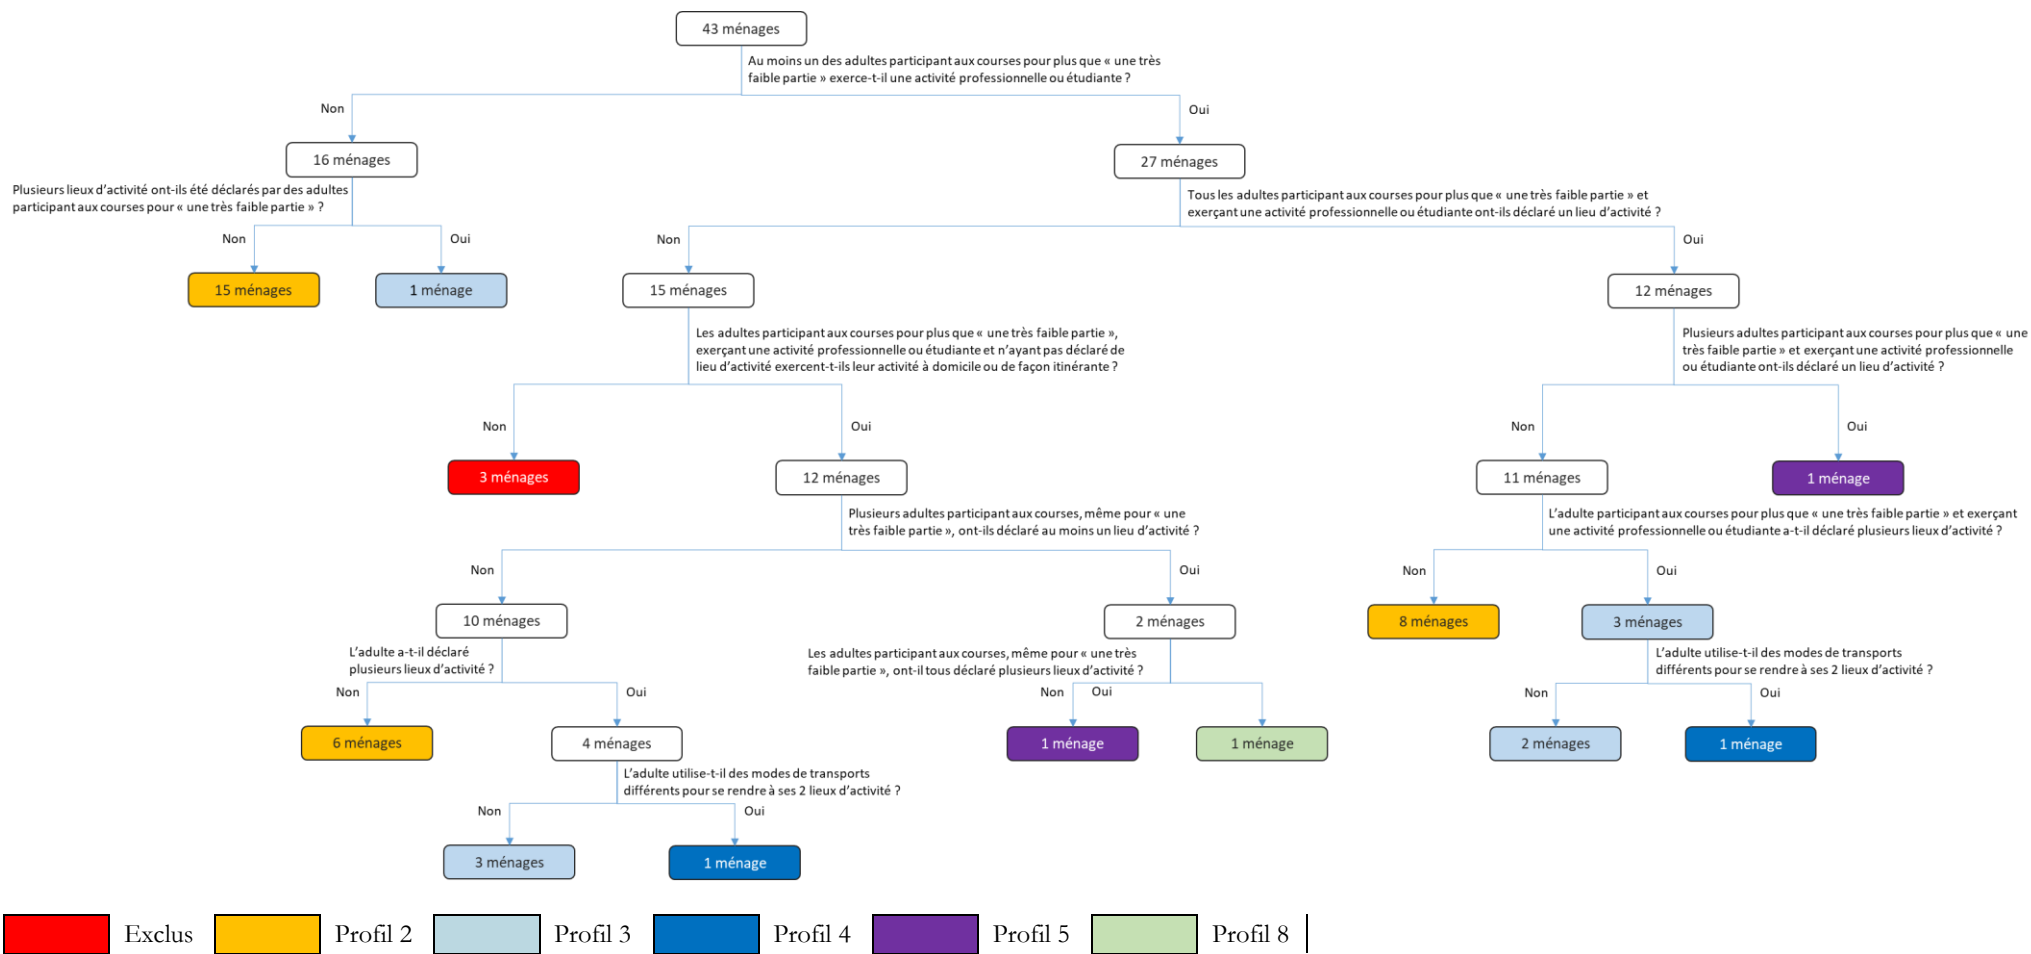 43 ménages
Au moins un des adultes participant aux courses pour plus que « une très
faible partie » exerce-t-il une activité professionnelle ou étudiante ?
Non
Oui
16 ménages
27 ménages
Plusieurs lieux d’activité ont-ils été déclarés par des adultes
participant aux courses pour « une très faible partie » ?
Tous les adultes participant aux courses pour plus que « une très faible partie » et
exerçant une activité professionnelle ou étudiante ont-ils déclaré un lieu d’activité ?
Non
Oui
Non
Oui
15 ménages
1 ménage
15 ménages
12 ménages
Les adultes participant aux courses pour plus que « une très faible partie »,
exerçant une activité professionnelle ou étudiante et n’ayant pas déclaré de
lieu d’activité exercent-t-ils leur activité à domicile ou de façon itinérante ?
Plusieurs adultes participant aux courses pour plus que « une
très faible partie » et exerçant une activité professionnelle
ou étudiante ont-ils déclaré un lieu d’activité ?
Non
Oui
Non
Oui
3 ménages
12 ménages
11 ménages
1 ménage
Plusieurs adultes participant aux courses, même pour « une
très faible partie », ont-ils déclaré au moins un lieu d’activité ?
L’adulte participant aux courses pour plus que « une très faible partie » et exerçant
une activité professionnelle ou étudiante a-t-il déclaré plusieurs lieux d’activité ?
Non
Oui
Non
Oui
10 ménages
2 ménages
8 ménages
3 ménages
L’adulte a-t-il déclaré
plusieurs lieux d’activité ?
Les adultes participant aux courses, même pour « une très
faible partie », ont-il tous déclaré plusieurs lieux d’activité ?
L’adulte utilise-t-il des modes de transports
différents pour se rendre à ses 2 lieux d’activité ?
Non
Oui
Non
Oui
Non
Oui
6 ménages
4 ménages
1 ménage
1 ménage
2 ménages
1 ménage
L’adulte utilise-t-il des modes de transports
différents pour se rendre à ses 2 lieux d’activité ?
Non
Oui
3 ménages
1 ménage
Exclus
Profil 2
Profil 3
Profil 4
Profil 5
Profil 8